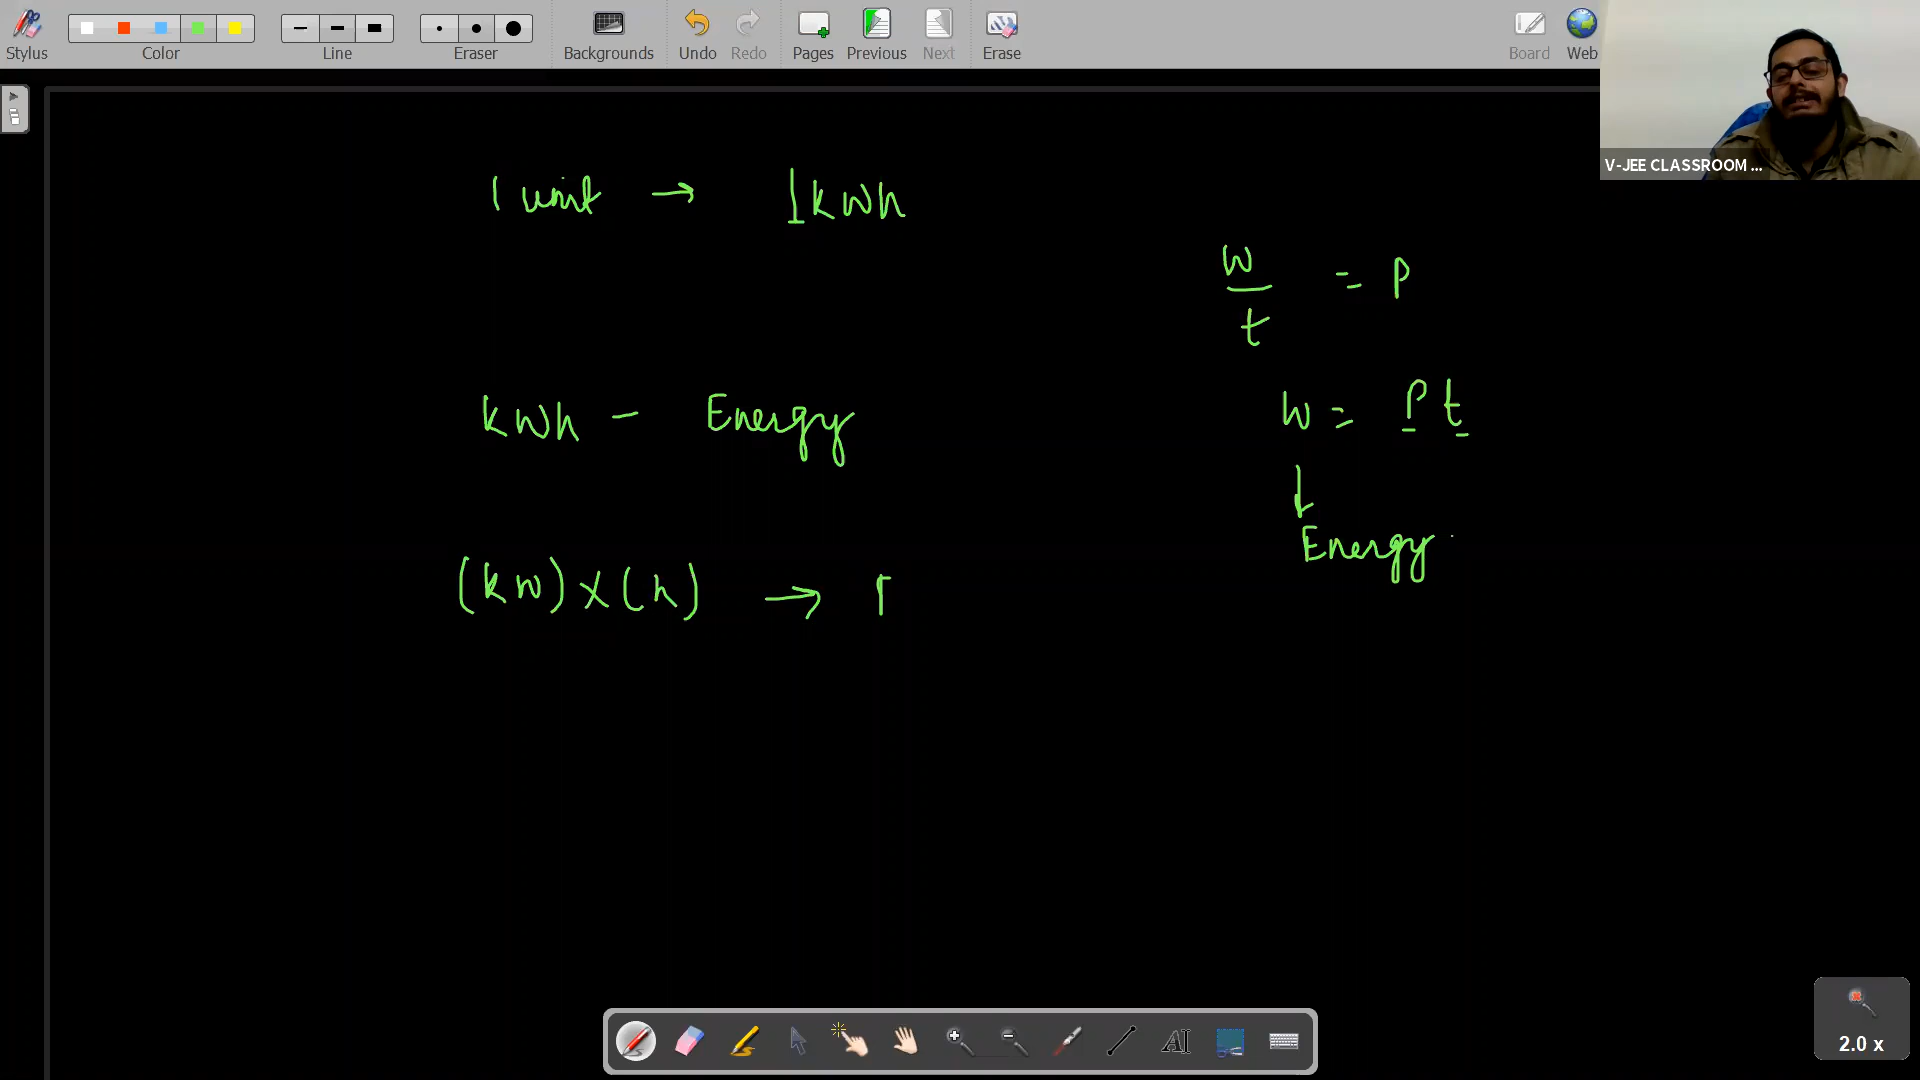 Stylus Color Line Eraser Backgrounds Undo Redo Pages Previous Next Erase Board Web
V-JEE CLASSROOM ...
1 unit → 1kWh
W/t = P
kWh – Energy
W = Pt
↓
Energy
(kW) x (h) →
AI
2.0 x